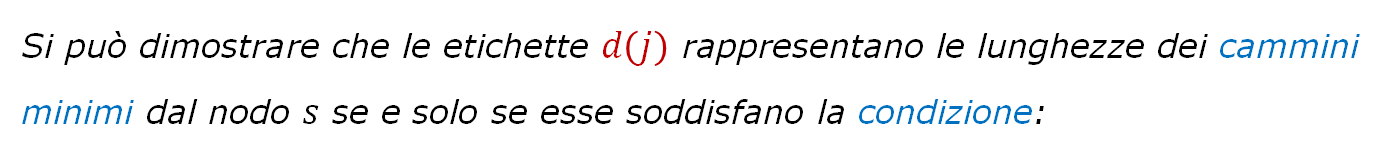 Si può dimostrare che le etichette d(j) rappresentano le lunghezze dei cammini
minimi dal nodo s se e solo se esse soddisfano la condizione: